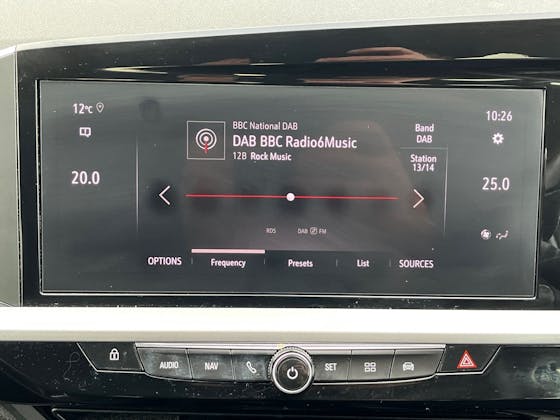 12°C
BBC National DAB
DAB BBC Radio6Music
12B Rock Music
Band
DAB
Station
13/14
10:26
20.0
25.0
RDS
DAB
FM
OPTIONS
Frequency
Presets
List
SOURCES
AUDIO
NAV
SET